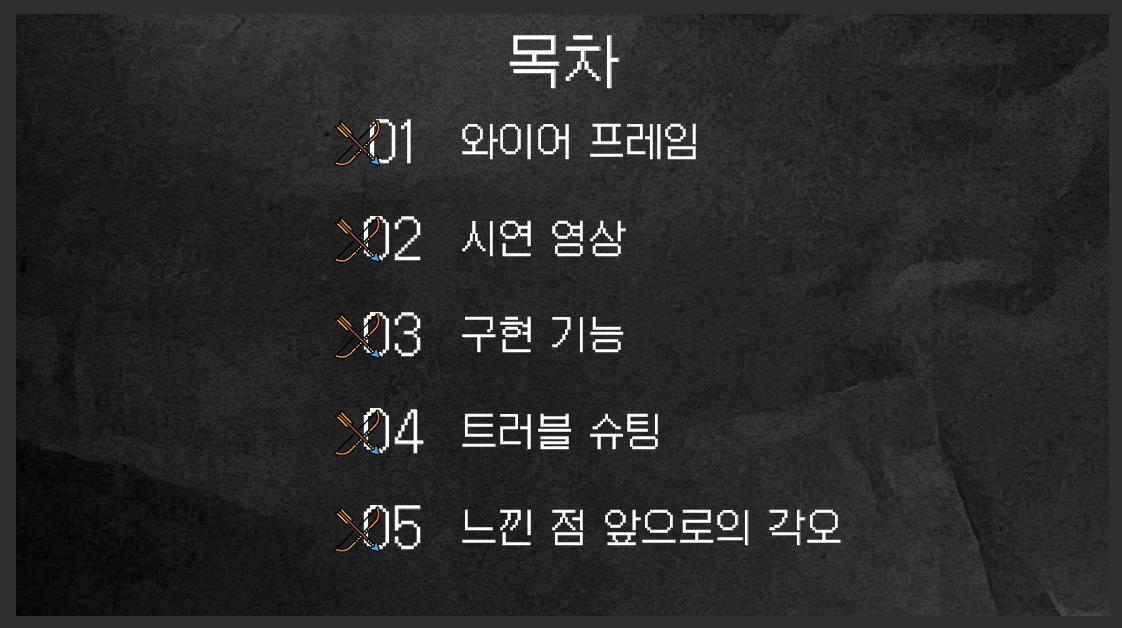 목차
01 와이어 프레임
02 시연 영상
03 구현 기능
04 트러블 슈팅
05 느낀 점 앞으로의 각오